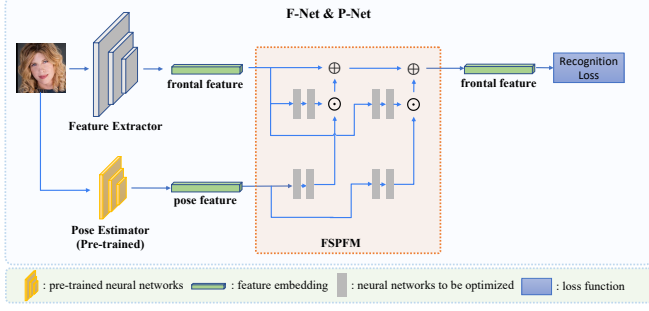 F-Net & P-Net
Recognition
Loss
frontal feature
frontal feature
Feature Extractor
pose feature
Pose Estimator
(Pre-trained)
FSPFM
: pre-trained neural networks
: feature embedding
: neural networks to be optimized
: loss function